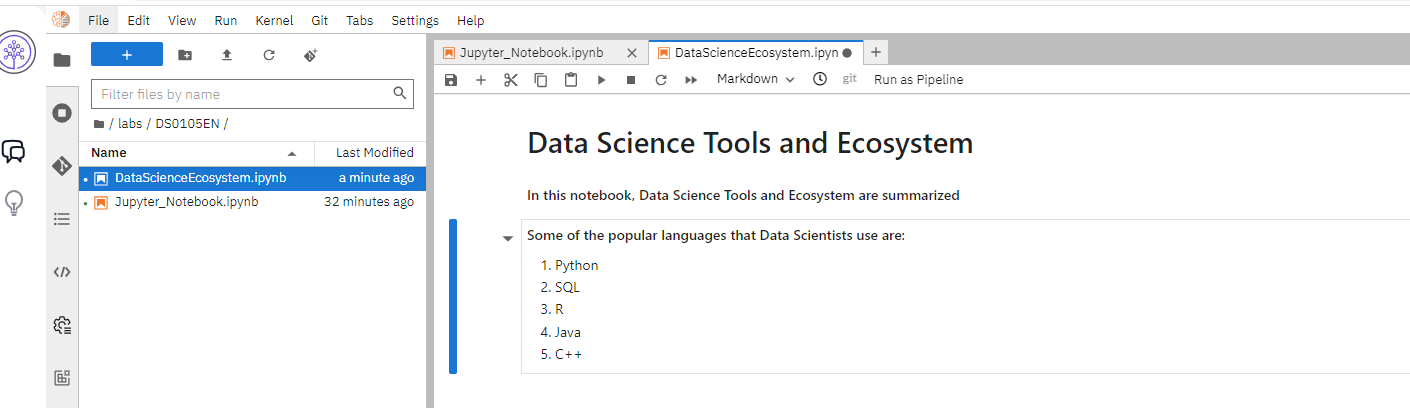 File Edit View Run Kernel Git Tabs Settings Help
Jupyter_Notebook.ipynb
DataScienceEcosystem.ipyn
Markdown git Run as Pipeline
Filter files by name
/ labs / DS0105EN /
Name Last Modified
DataScienceEcosystem.ipynb a minute ago
Jupyter_Notebook.ipynb 32 minutes ago
Data Science Tools and Ecosystem
In this notebook, Data Science Tools and Ecosystem are summarized
Some of the popular languages that Data Scientists use are:
1. Python
2. SQL
3. R
4. Java
5. C++